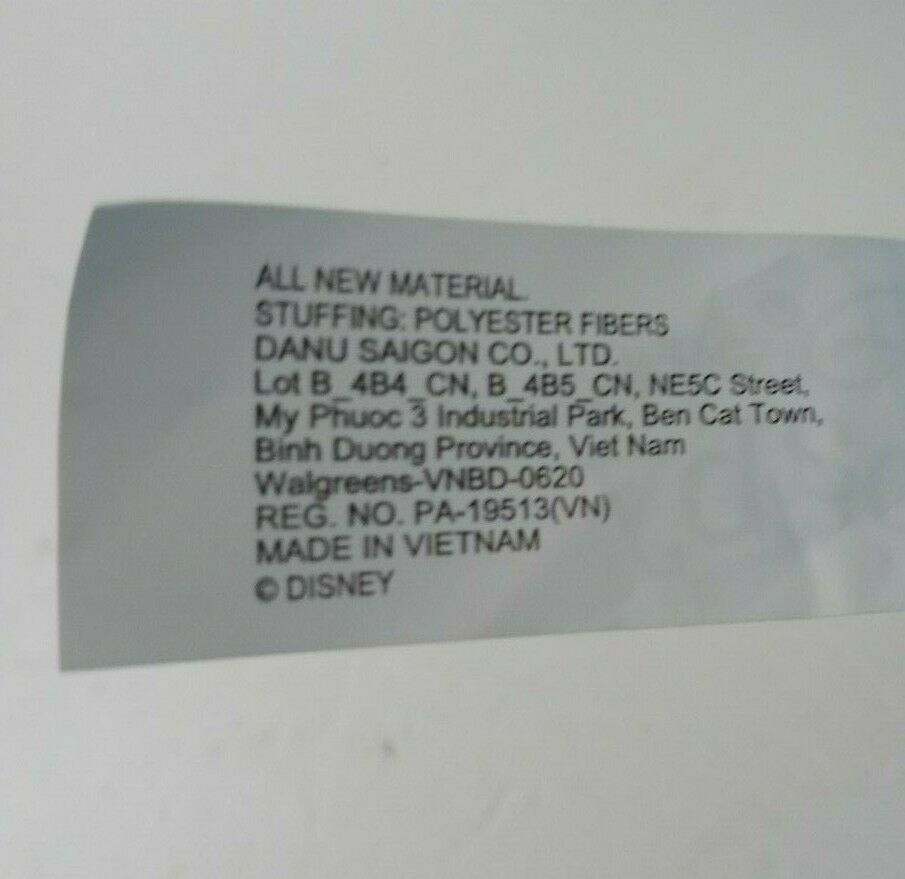 ALL NEW MATERIAL
STUFFING: POLYESTER FIBERS
DANU SAIGON CO., LTD.
Lot B_4B4_CN, B_4B5_CN, NE5C Street,
My Phuoc 3 Industrial Park, Ben Cat Town,
Binh Duong Province, Viet Nam
Walgreens-VNBD-0620
REG. NO. PA-19513(VN)
MADE IN VIETNAM
© DISNEY